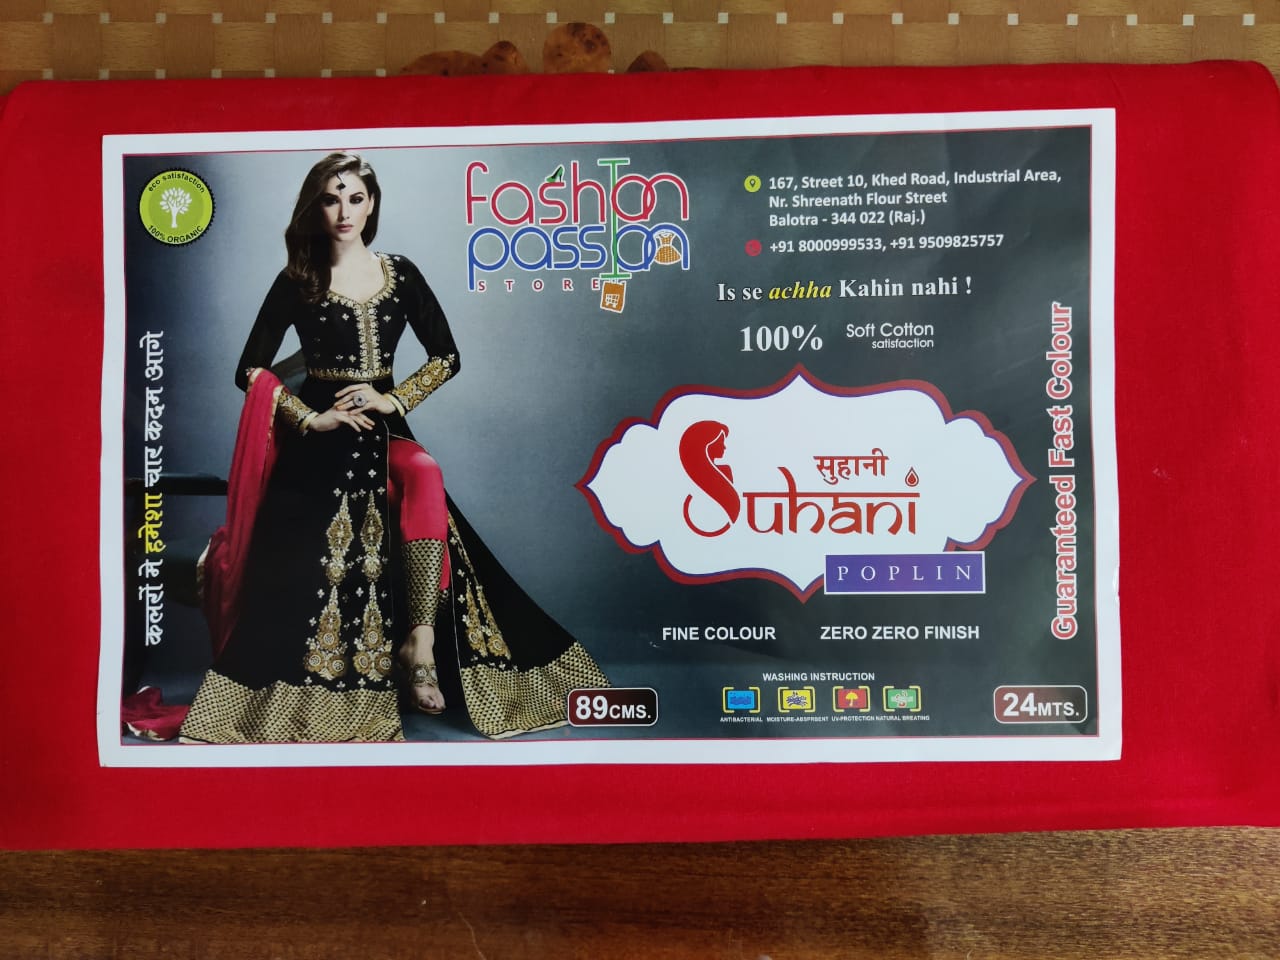 eco satisfaction
100% ORGANIC
fashion
passion
STORE
167, Street 10, Khed Road, Industrial Area,
Nr. Shreenath Flour Street
Balotra - 344 022 (Raj.)
+91 8000999533, +91 9509825757
Is se achha Kahin nahi !
100% Soft Cotton
satisfaction
कलरों मे हमेशा चार कदम आगे
Guaranteed Fast Colour
सुहानी
Suhani
POPLIN
FINE COLOUR ZERO ZERO FINISH
WASHING INSTRUCTION
ANTIBACTERIAL MOISTURE-ABSPRBENT UV-PROTECTION NATURAL BREATING
89CMS.
24MTS.